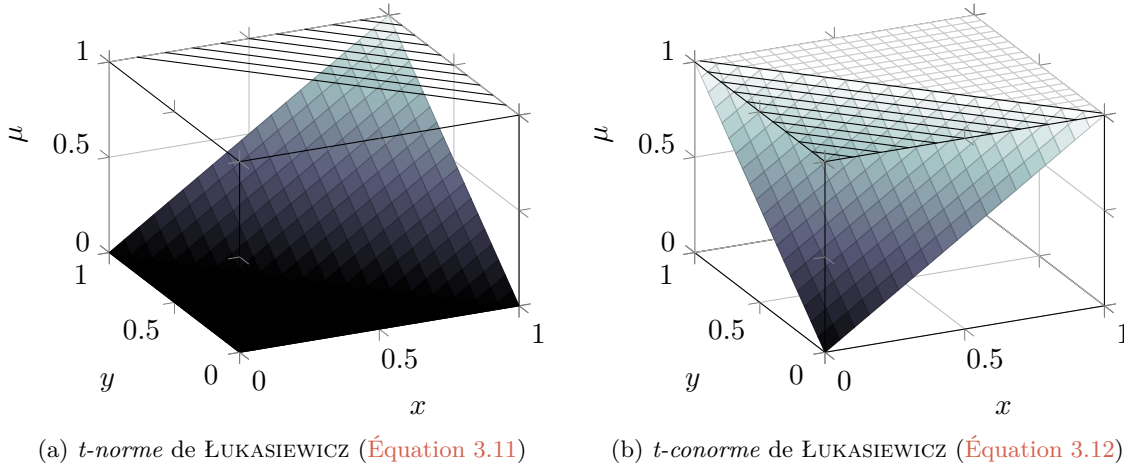 1
0.5
0
μ
1
0.5
0
y
0
0.5
1
x
1
0.5
0
μ
1
0.5
0
y
0
0.5
1
x
(a) t-norme de ŁUKASIEWICZ (Équation 3.11)
(b) t-conorme de ŁUKASIEWICZ (Équation 3.12)